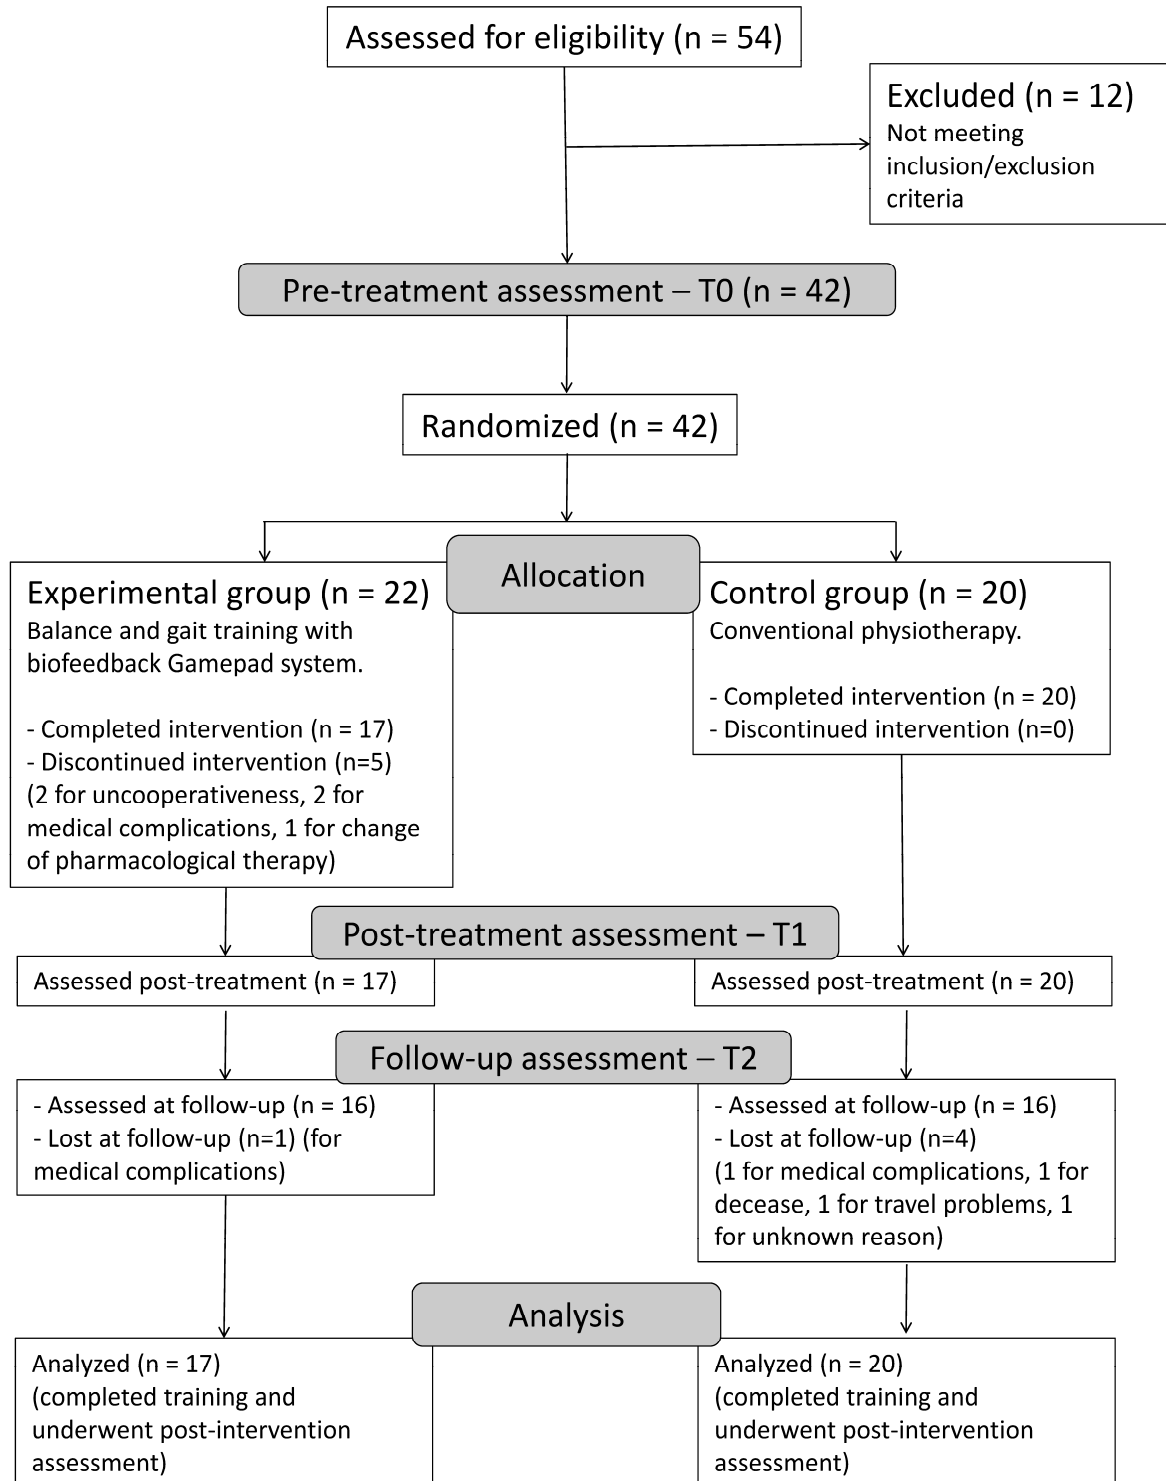 Assessed for eligibility (n = 54)
Excluded (n = 12)
Not meeting
inclusion/exclusion
criteria
Pre-treatment assessment – T0 (n = 42)
Randomized (n = 42)
Allocation
Experimental group (n = 22)
Balance and gait training with
biofeedback Gamepad system.
- Completed intervention (n = 17)
- Discontinued intervention (n=5)
(2 for uncooperativeness, 2 for
medical complications, 1 for change
of pharmacological therapy)
Control group (n = 20)
Conventional physiotherapy.
- Completed intervention (n = 20)
- Discontinued intervention (n=0)
Post-treatment assessment – T1
Assessed post-treatment (n = 17)
Assessed post-treatment (n = 20)
Follow-up assessment – T2
- Assessed at follow-up (n = 16)
- Lost at follow-up (n=1) (for
medical complications)
- Assessed at follow-up (n = 16)
- Lost at follow-up (n=4)
(1 for medical complications, 1 for
decease, 1 for travel problems, 1
for unknown reason)
Analysis
Analyzed (n = 17)
(completed training and
underwent post-intervention
assessment)
Analyzed (n = 20)
(completed training and
underwent post-intervention
assessment)